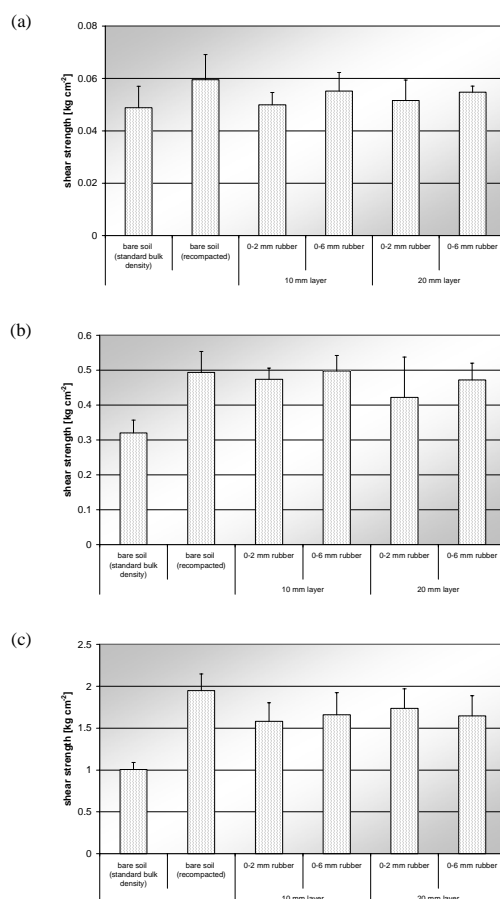 (a)
0.08
0.06
0.04
0.02
0
shear strength [kg cm-2]
bare soil (standard bulk density)
bare soil (recompacted)
0-2 mm rubber
0-6 mm rubber
0-2 mm rubber
0-6 mm rubber
10 mm layer
20 mm layer
(b)
0.6
0.5
0.4
0.3
0.2
0.1
0
shear strength [kg cm-2]
bare soil (standard bulk density)
bare soil (recompacted)
0-2 mm rubber
0-6 mm rubber
0-2 mm rubber
0-6 mm rubber
10 mm layer
20 mm layer
(c)
2.5
2
1.5
1
0.5
0
shear strength [kg cm-2]
bare soil (standard bulk density)
bare soil (recompacted)
0-2 mm rubber
0-6 mm rubber
0-2 mm rubber
0-6 mm rubber
10 mm layer
20 mm layer